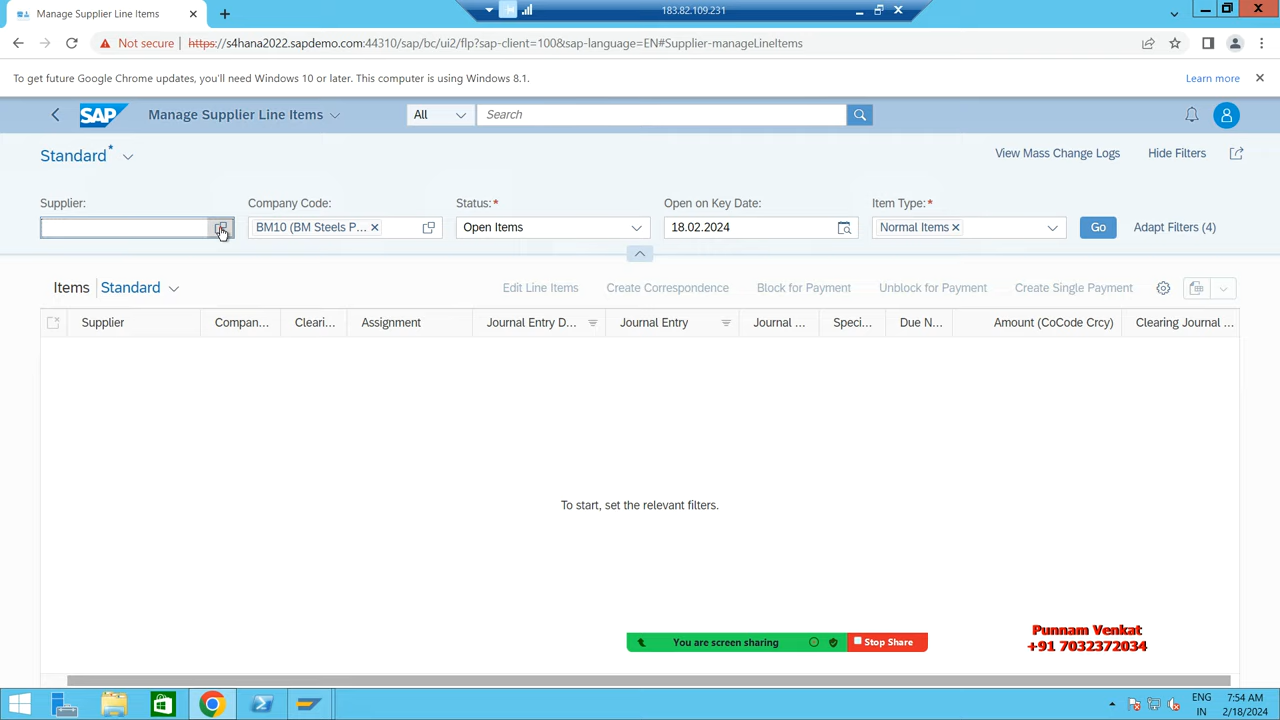 Manage Supplier Line Items
183.82.109.231
Not secure
https://s4hana2022.sapdemo.com:44310/sap/bc/ui2/flp?sap-client=100&sap-language=EN#Supplier-manageLineItems
To get future Google Chrome updates, you'll need Windows 10 or later. This computer is using Windows 8.1.
Learn more
SAP
Manage Supplier Line Items
All
Search
Standard*
View Mass Change Logs
Hide Filters
Supplier:
Company Code:
Status:*
Open on Key Date:
Item Type:*
BM10 (BM Steels P...
Open Items
18.02.2024
Normal Items
Go
Adapt Filters (4)
Items
Standard
Edit Line Items
Create Correspondence
Block for Payment
Unblock for Payment
Create Single Payment
Supplier
Compan...
Cleari...
Assignment
Journal Entry D...
Journal Entry
Journal ...
Speci...
Due N...
Amount (CoCode Crcy)
Clearing Journal ...
To start, set the relevant filters.
You are screen sharing
Stop Share
Punnam Venkat
+91 7032372034
ENG
IN
7:54 AM
2/18/2024